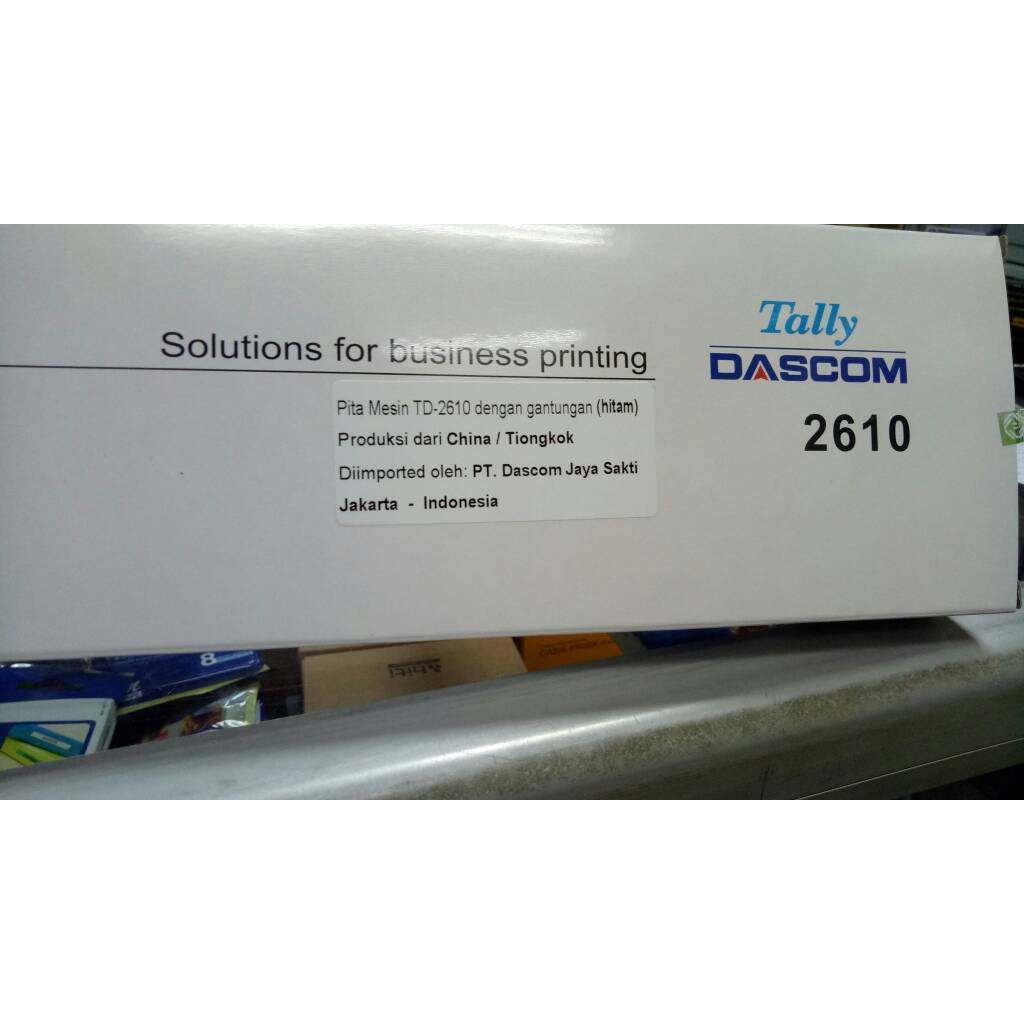 Solutions for business printing
Tally
DASCOM
2610
Pita Mesin TD-2610 dengan gantungan (hitam)
Produksi dari China / Tiongkok
Diimported oleh: PT. Dascom Jaya Sakti
Jakarta - Indonesia
8